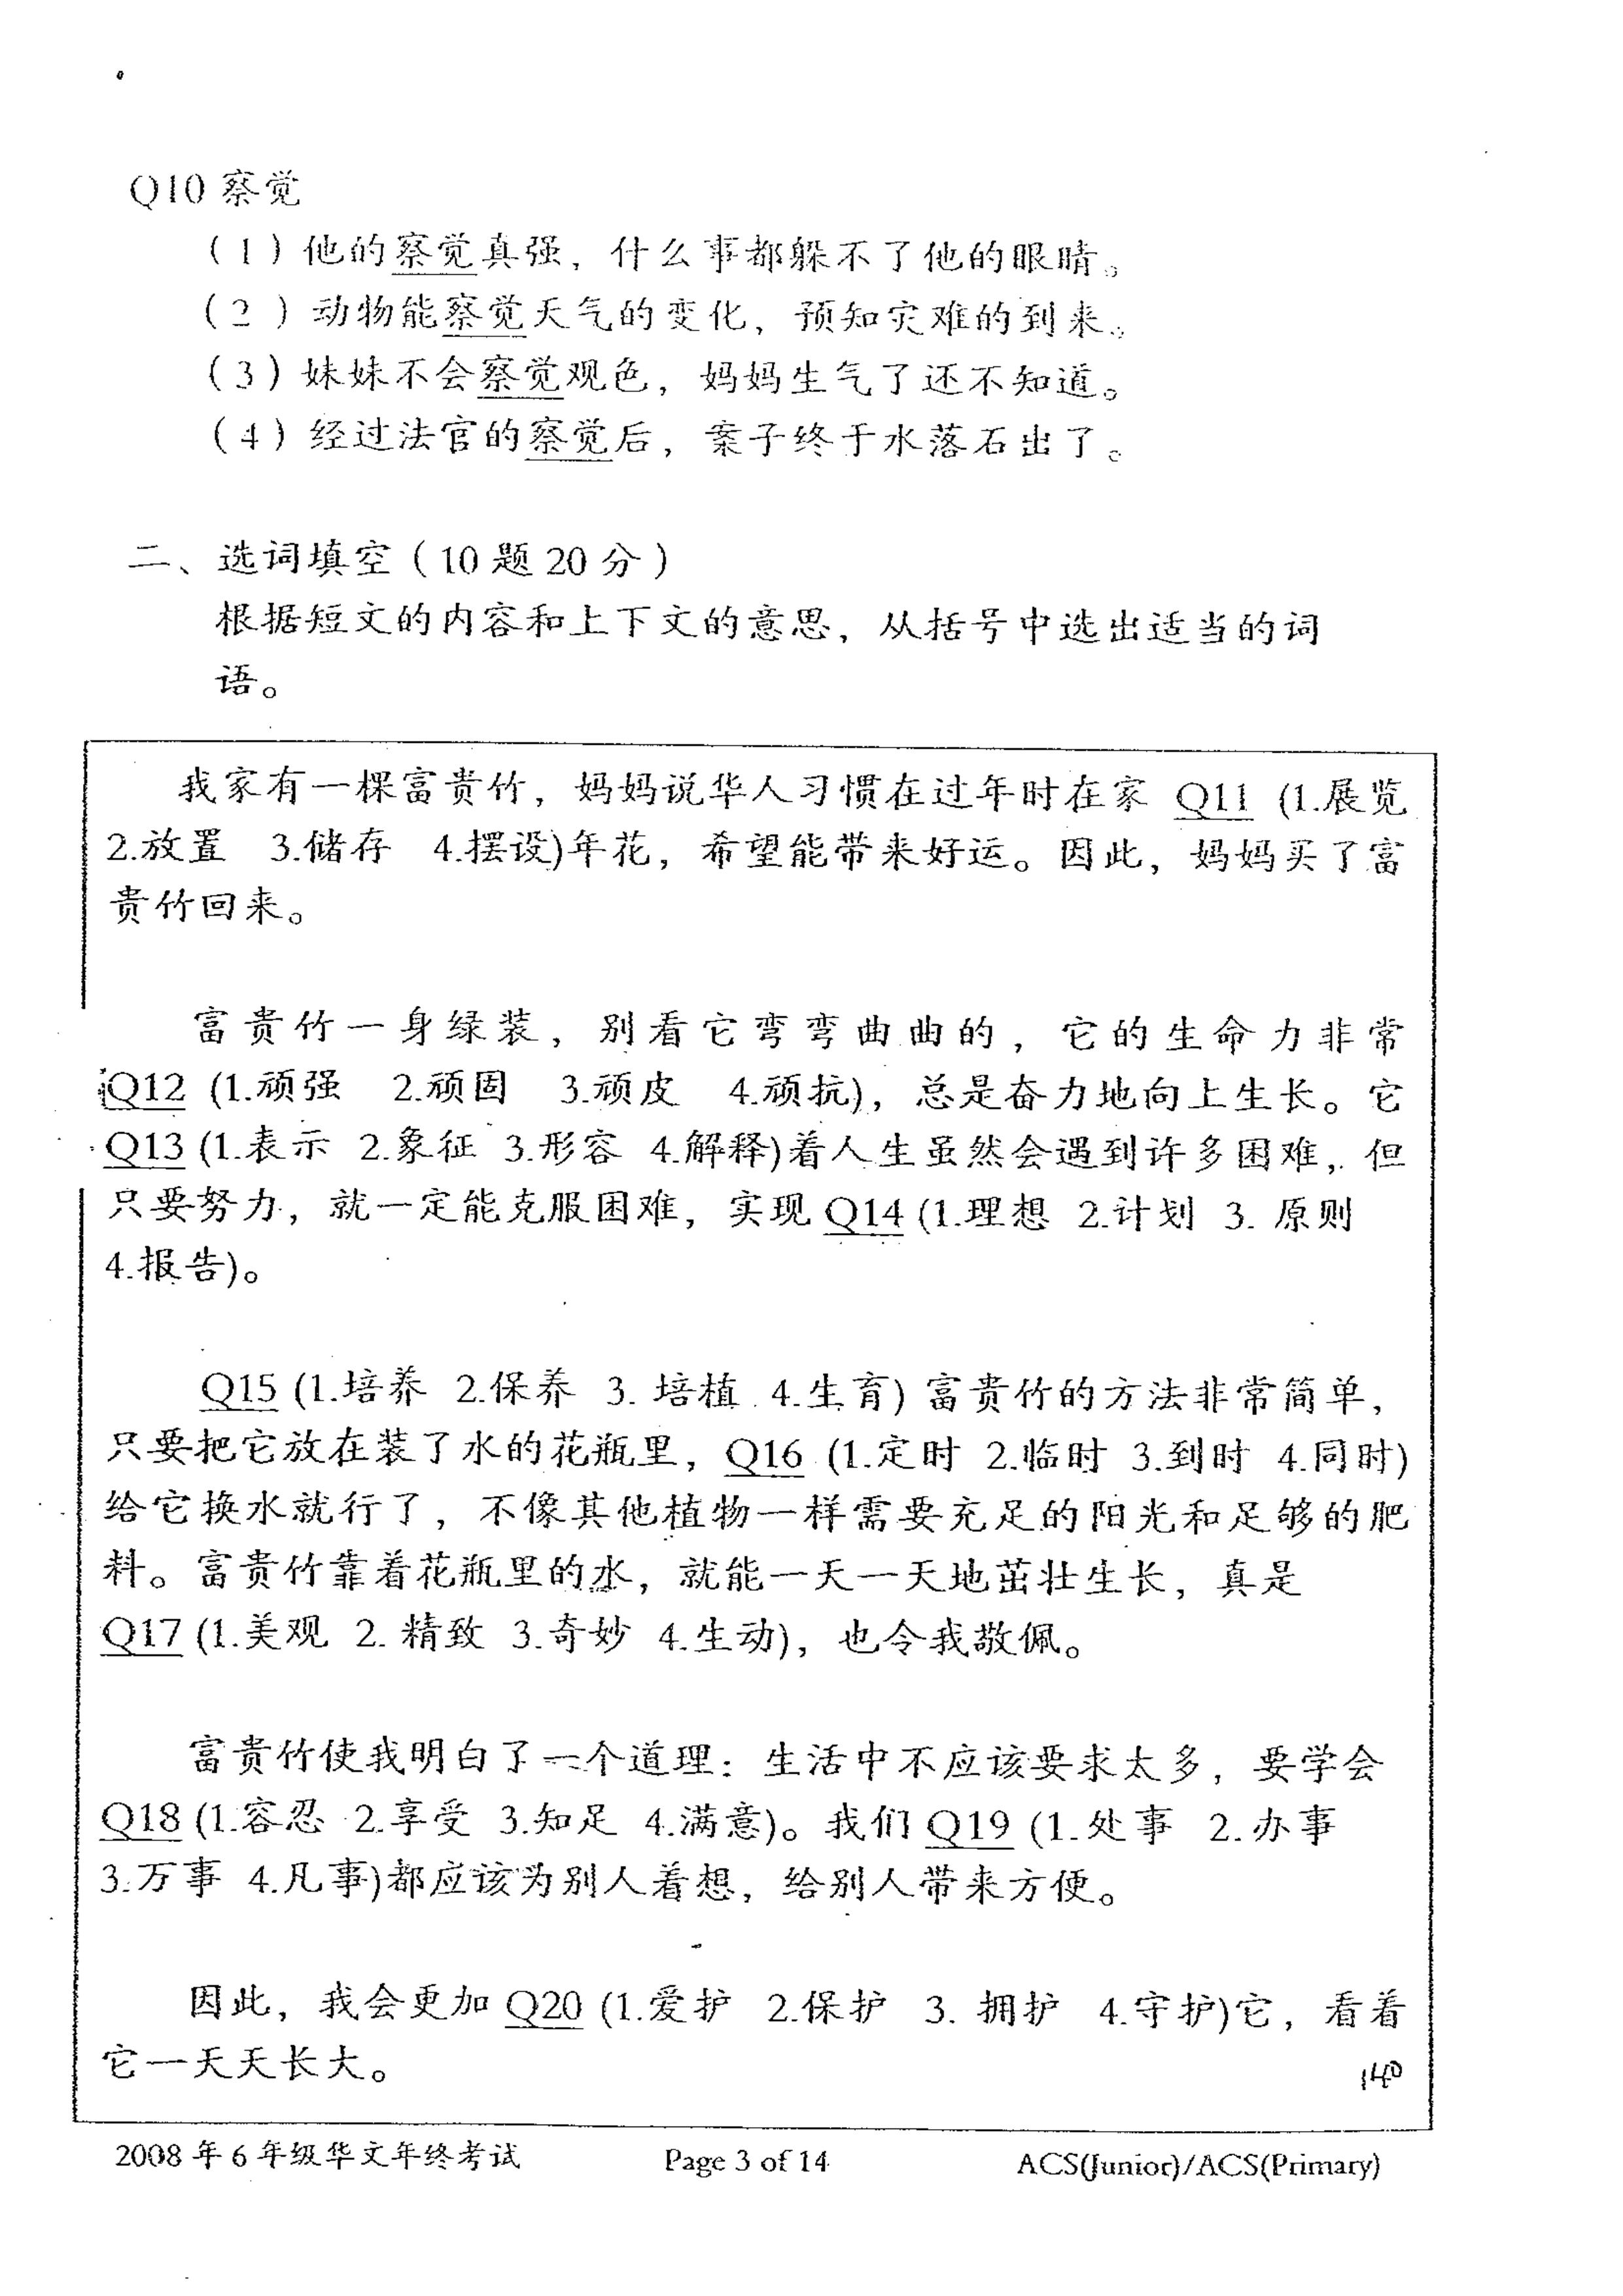 Q10 察觉
（1）他的察觉真强，什么事都躲不了他的眼睛。
（2）动物能察觉天气的变化，预知灾难的到来。
（3）妹妹不会察觉观色，妈妈生气了还不知道。
（4）经过法官的察觉后，案子终于水落石出了。
二、选词填空（10题20分）
根据短文的内容和上下文的意思，从括号中选出适当的词
语。
我家有一棵富贵竹，妈妈说华人习惯在过年时在家 Q11 (1.展览
2.放置 3.储存 4.摆设)年花，希望能带来好运。因此，妈妈买了富
贵竹回来。
富贵竹一身绿装，别看它弯弯曲曲的，它的生命力非常
Q12 (1.顽强 2.顽固 3.顽皮 4.顽抗)，总是奋力地向上生长。它
Q13 (1.表示 2.象征 3.形容 4.解释)着人生虽然会遇到许多困难，但
只要努力，就一定能克服困难，实现 Q14 (1.理想 2.计划 3. 原则
4.报告)。
Q15 (1.培养 2.保养 3. 培植 4.生育) 富贵竹的方法非常简单，
只要把它放在装了水的花瓶里，Q16 (1.定时 2.临时 3.到时 4.同时)
给它换水就行了，不像其他植物一样需要充足的阳光和足够的肥
料。富贵竹靠着花瓶里的水，就能一天一天地茁壮生长，真是
Q17 (1.美观 2. 精致 3.奇妙 4.生动)，也令我敬佩。
富贵竹使我明白了一个道理：生活中不应该要求太多，要学会
Q18 (1.容忍 2.享受 3.知足 4.满意)。我们 Q19 (1.处事 2.办事
3.万事 4.凡事)都应该为别人着想，给别人带来方便。
因此，我会更加 Q20 (1.爱护 2.保护 3. 拥护 4.守护)它，看着
它一天天长大。
140
2008年6年级华文年终考试 Page 3 of 14 ACS(Junior)/ACS(Primary)